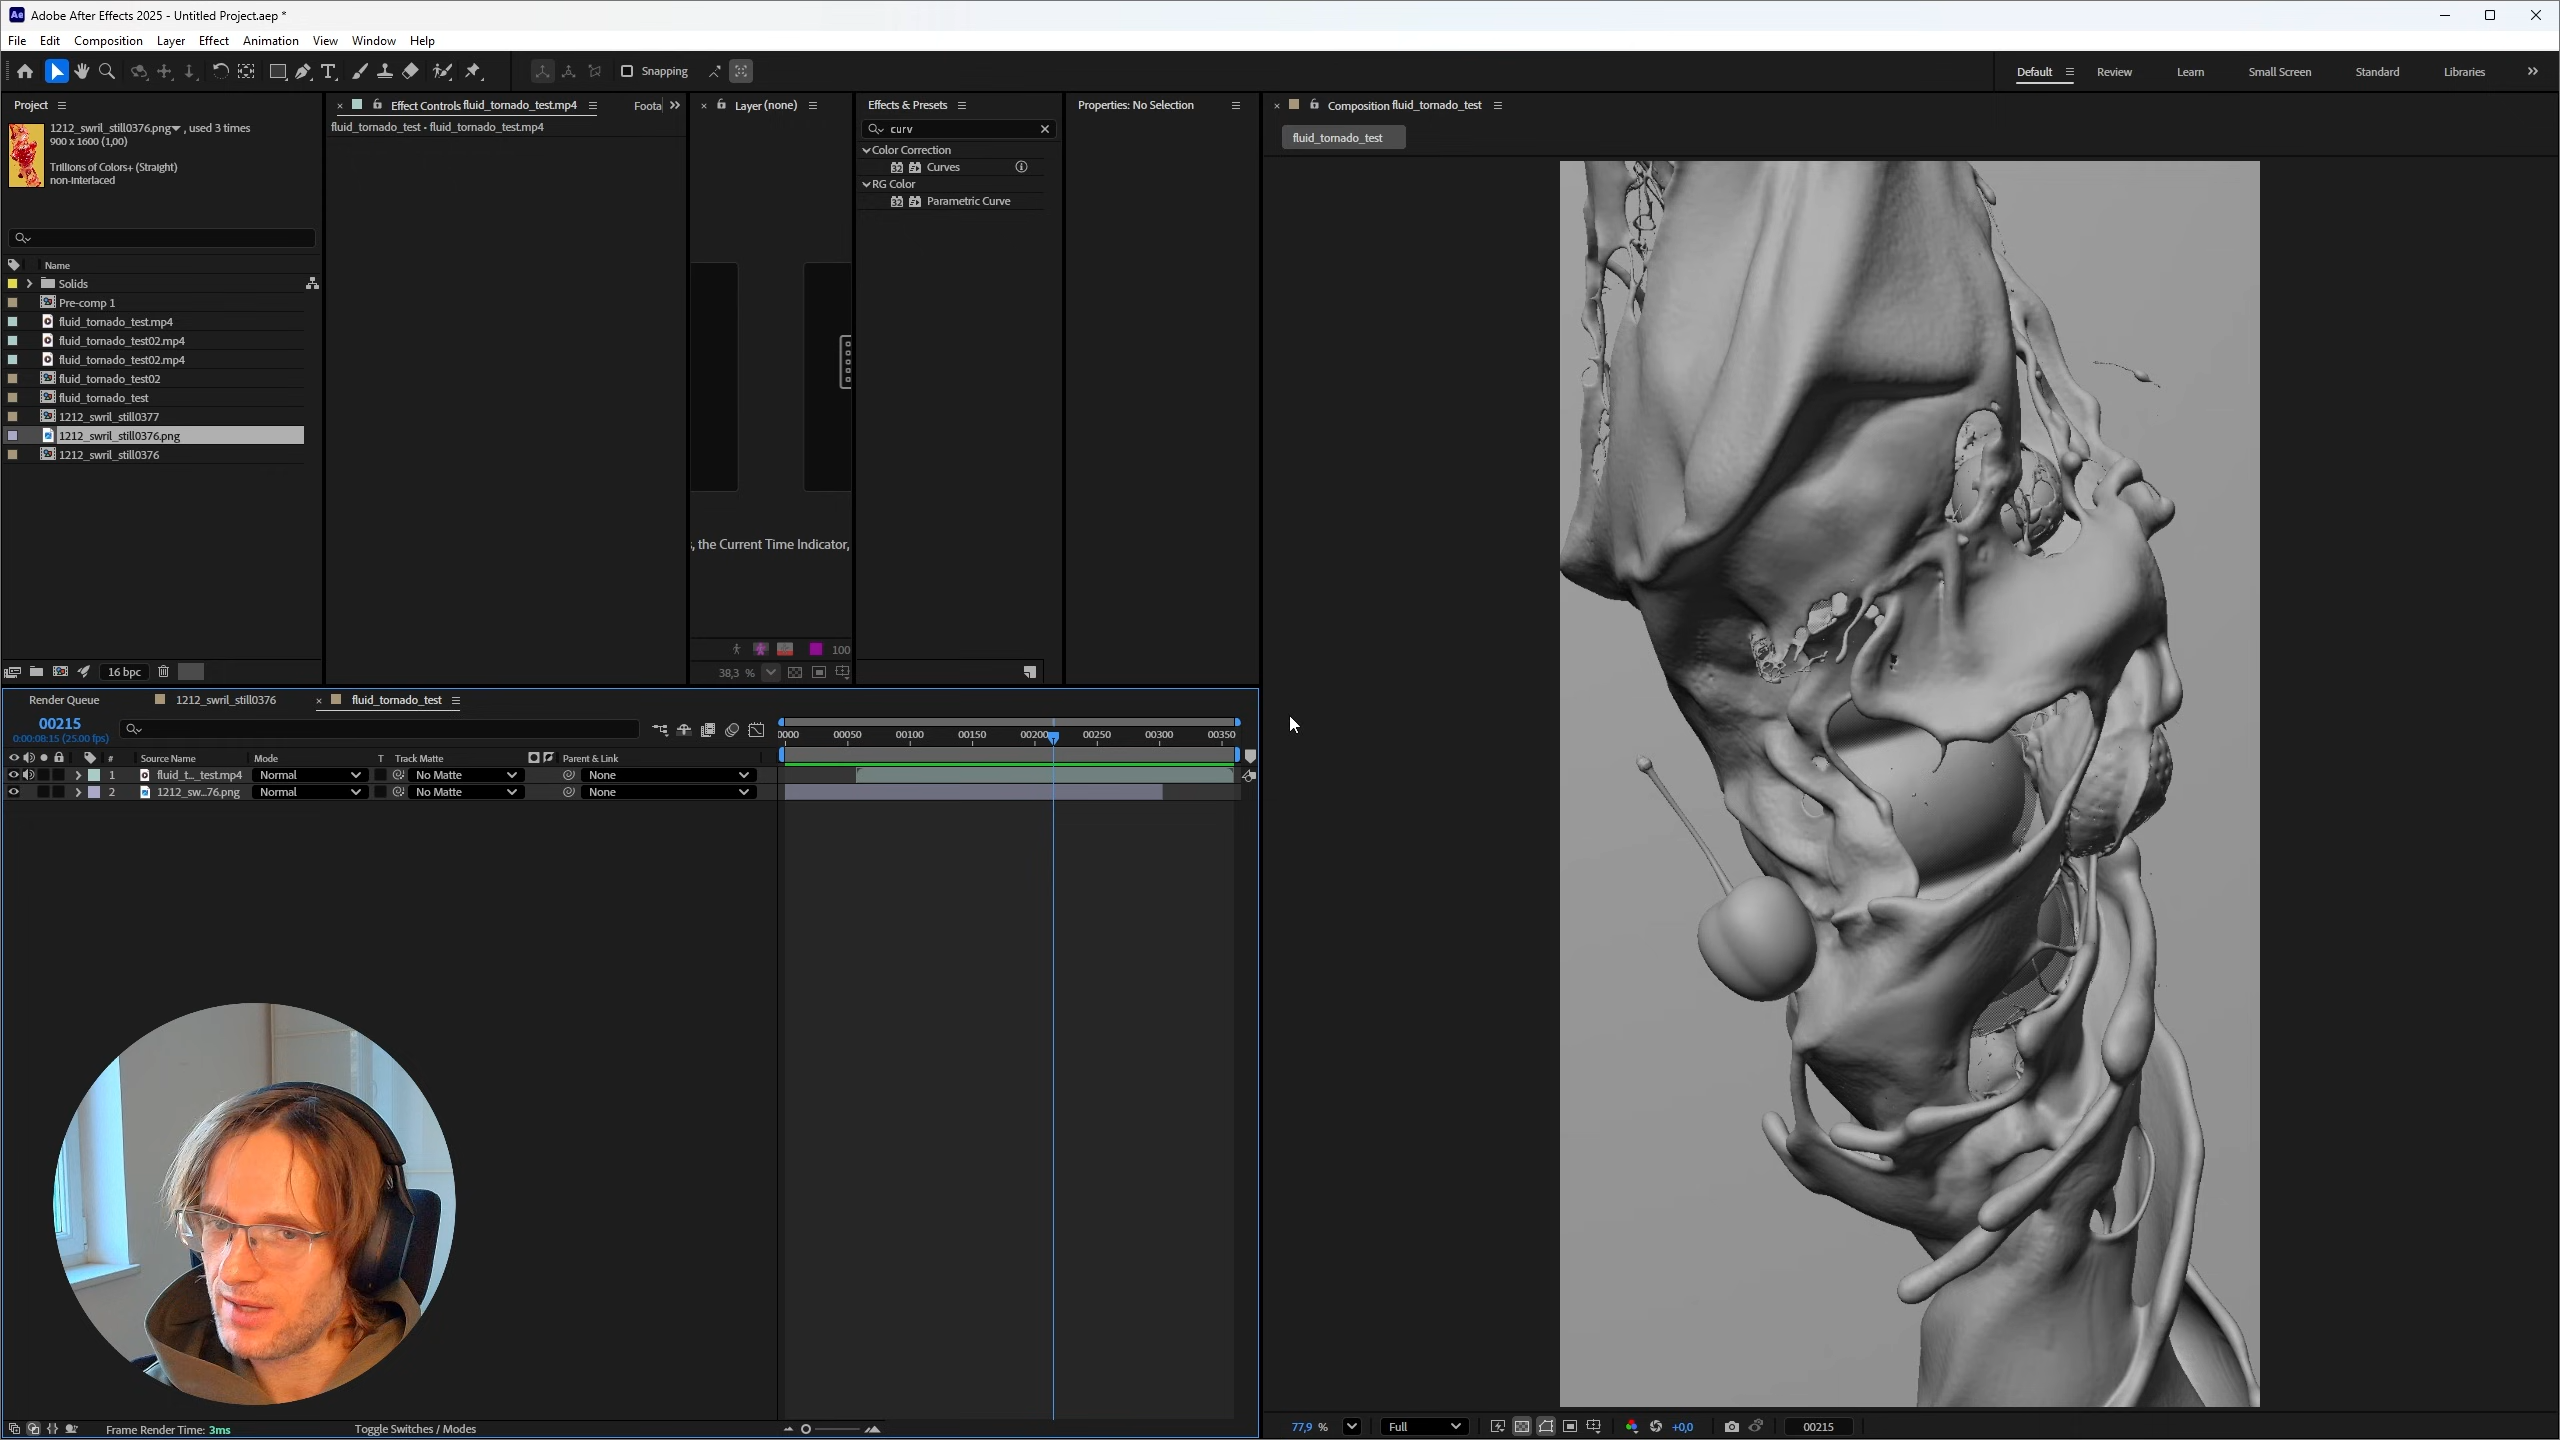 Ae Adobe After Effects 2025 - Untitled Project.aep *
File Edit Composition Layer Effect Animation View Window Help
Snapping
Default Review Learn Small Screen Standard Libraries
Project
1212_swril_still0376.png , used 3 times
900 x 1600 (1,00)
Trillions of Colors+ (Straight)
non-interlaced
Name
Solids
Pre-comp 1
fluid_tornado_test.mp4
fluid_tornado_test02.mp4
fluid_tornado_test02.mp4
fluid_tornado_test02
fluid_tornado_test
1212_swril_still0377
1212_swril_still0376.png
1212_swril_still0376
16 bpc
Effect Controls fluid_tornado_test.mp4
Foota
fluid_tornado_test - fluid_tornado_test.mp4
Layer (none)
, the Current Time Indicator,
100
38,3 %
Effects & Presets
curv
Color Correction
32 Curves
RG Color
32 Parametric Curve
Properties: No Selection
Composition fluid_tornado_test
fluid_tornado_test
Render Queue
1212_swril_still0376
fluid_tornado_test
00215
0:00:08:15 (25.00 fps)
0000 00050 00100 00150 00200 00250 00300 00350
# Source Name Mode T Track Matte Parent & Link
1 fluid_t..._test.mp4 Normal No Matte None
2 1212_sw...76.png Normal No Matte None
Frame Render Time: 3ms
Toggle Switches / Modes
77,9 %
Full
+0,0
00215